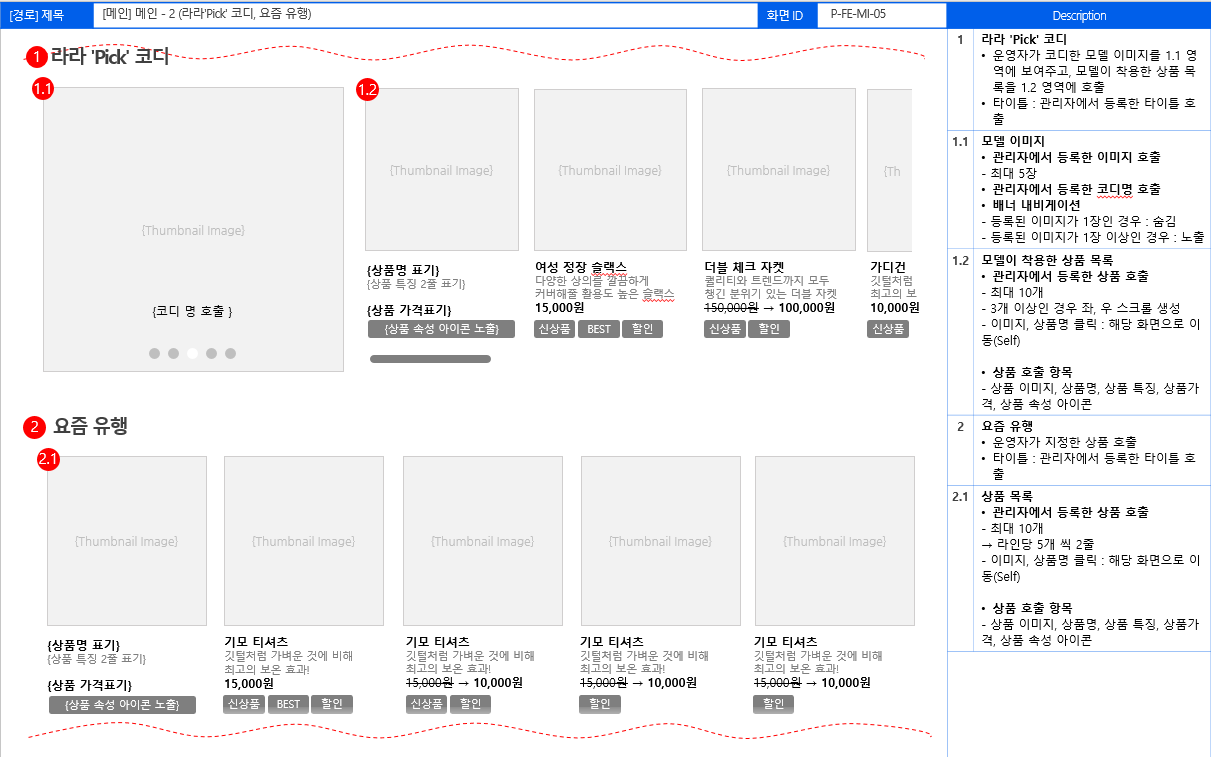 [경로] 제목
[메인] 메인 - 2 (라라'Pick' 코디, 요즘 유행)
화면 ID
P-FE-MI-05
Description
1
라라 'Pick' 코더
1.1
{Thumbnail Image}
{코디 명 호출 }
1.2
{Thumbnail Image}
{상품명 표기}
{상품 특징 2줄 표기}
{상품 가격표기}
{상품 속성 아이콘 노출}
{Thumbnail Image}
여성 정장 슬랙스
다양한 상의를 깔끔하게
커버해줄 활용도 높은 슬랙스
15,000원
신상품 BEST 할인
{Thumbnail Image}
더블 체크 자켓
퀄리티와 트렌드까지 모두
챙긴 분위기 있는 더블 자켓
150,000원 → 100,000원
신상품 할인
{Th
가디건
깃털처럼
최고의 보
10,000원
신상품
2
요즘 유행
2.1
{Thumbnail Image}
{상품명 표기}
{상품 특징 2줄 표기}
{상품 가격표기}
{상품 속성 아이콘 노출}
{Thumbnail Image}
기모 티셔츠
깃털처럼 가벼운 것에 비해
최고의 보온 효과!
15,000원
신상품 BEST 할인
{Thumbnail Image}
기모 티셔츠
깃털처럼 가벼운 것에 비해
최고의 보온 효과!
15,000원 → 10,000원
신상품 할인
{Thumbnail Image}
기모 티셔츠
깃털처럼 가벼운 것에 비해
최고의 보온 효과!
15,000원 → 10,000원
할인
{Thumbnail Image}
기모 티셔츠
깃털처럼 가벼운 것에 비해
최고의 보온 효과!
15,000원 → 10,000원
할인
1
라라 'Pick' 코디
• 운영자가 코디한 모델 이미지를 1.1 영
역에 보여주고, 모델이 착용한 상품 목
록을 1.2 영역에 호출
• 타이틀 : 관리자에서 등록한 타이틀 호
출
1.1
모델 이미지
• 관리자에서 등록한 이미지 호출
- 최대 5장
• 관리자에서 등록한 코디명 호출
• 배너 내비게이션
- 등록된 이미지가 1장인 경우 : 숨김
- 등록된 이미지가 1장 이상인 경우 : 노출
1.2
모델이 착용한 상품 목록
• 관리자에서 등록한 상품 호출
- 최대 10개
- 3개 이상인 경우 좌, 우 스크롤 생성
- 이미지, 상품명 클릭 : 해당 화면으로 이
동(Self)
• 상품 호출 항목
- 상품 이미지, 상품명, 상품 특징, 상품가
격, 상품 속성 아이콘
2
요즘 유행
• 운영자가 지정한 상품 호출
• 타이틀 : 관리자에서 등록한 타이틀 호
출
2.1
상품 목록
• 관리자에서 등록한 상품 호출
- 최대 10개
→ 라인당 5개 씩 2줄
- 이미지, 상품명 클릭 : 해당 화면으로 이
동(Self)
• 상품 호출 항목
- 상품 이미지, 상품명, 상품 특징, 상품가
격, 상품 속성 아이콘